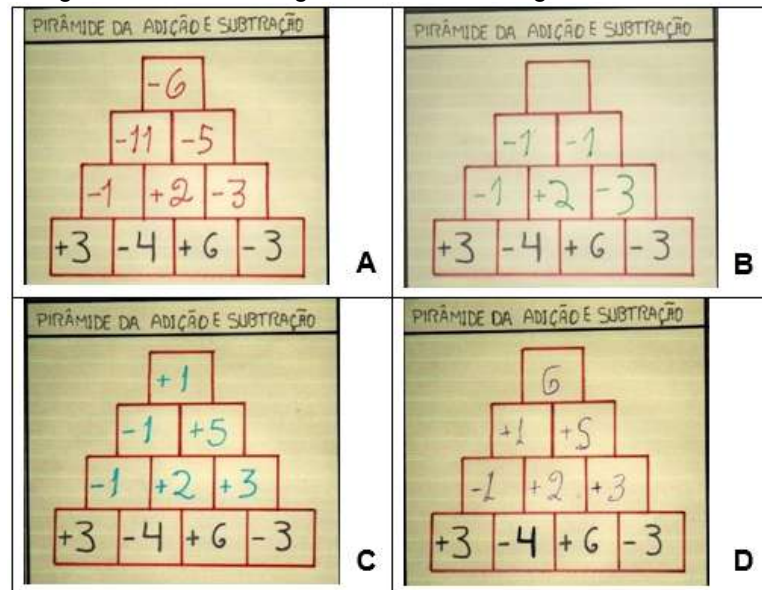 PIRÂMIDE DA ADIÇÃO E SUBTRAÇÃO
-6
-11 -5
-1 +2 -3
+3 -4 +6 -3
A
PIRÂMIDE DA ADIÇÃO E SUBTRAÇÃO
-1 -1
-1 +2 -3
+3 -4 +6 -3
B
PIRÂMIDE DA ADIÇÃO E SUBTRAÇÃO
+1
-1 +5
-1 +2 +3
+3 -4 +6 -3
C
PIRÂMIDE DA ADIÇÃO E SUBTRAÇÃO
6
+1 +5
-1 +2 +3
+3 -4 +6 -3
D